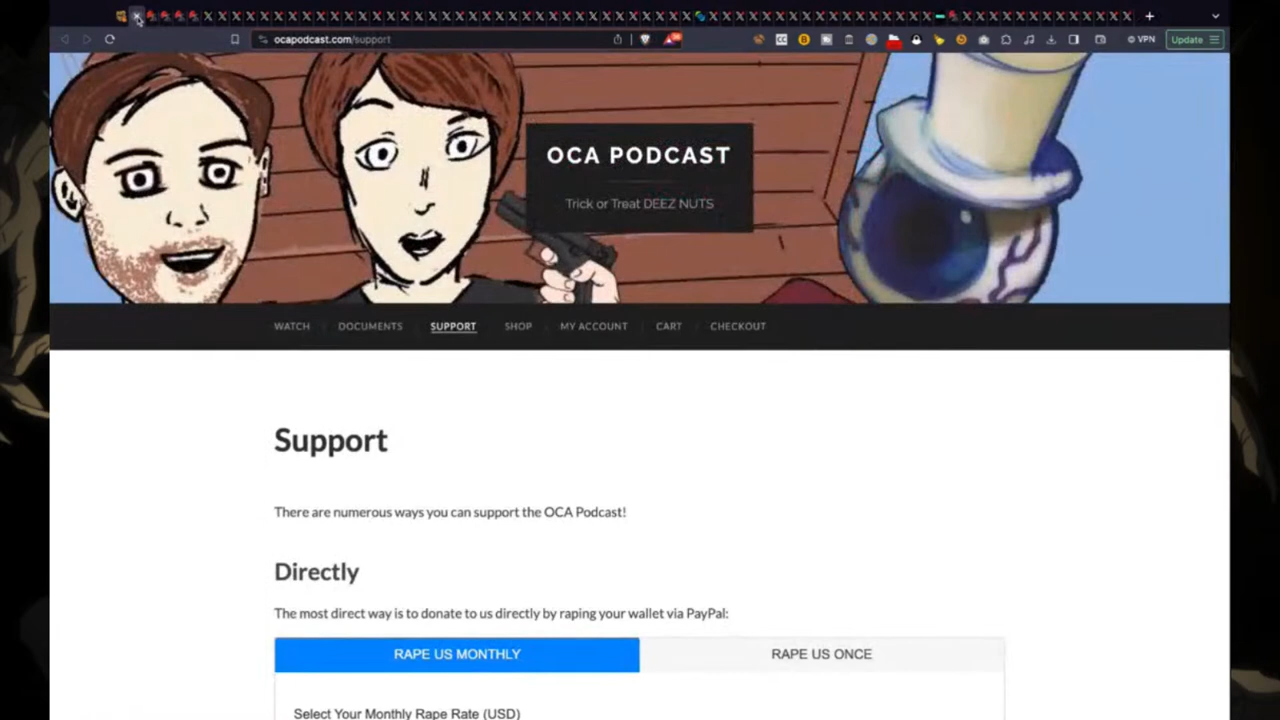 ocapodcast.com/support
VPN
Update
OCA PODCAST
Trick or Treat DEEZ NUTS
WATCH DOCUMENTS SUPPORT SHOP MY ACCOUNT CART CHECKOUT
Support
There are numerous ways you can support the OCA Podcast!
Directly
The most direct way is to donate to us directly by raping your wallet via PayPal:
RAPE US MONTHLY RAPE US ONCE
Select Your Monthly Rape Rate (USD)